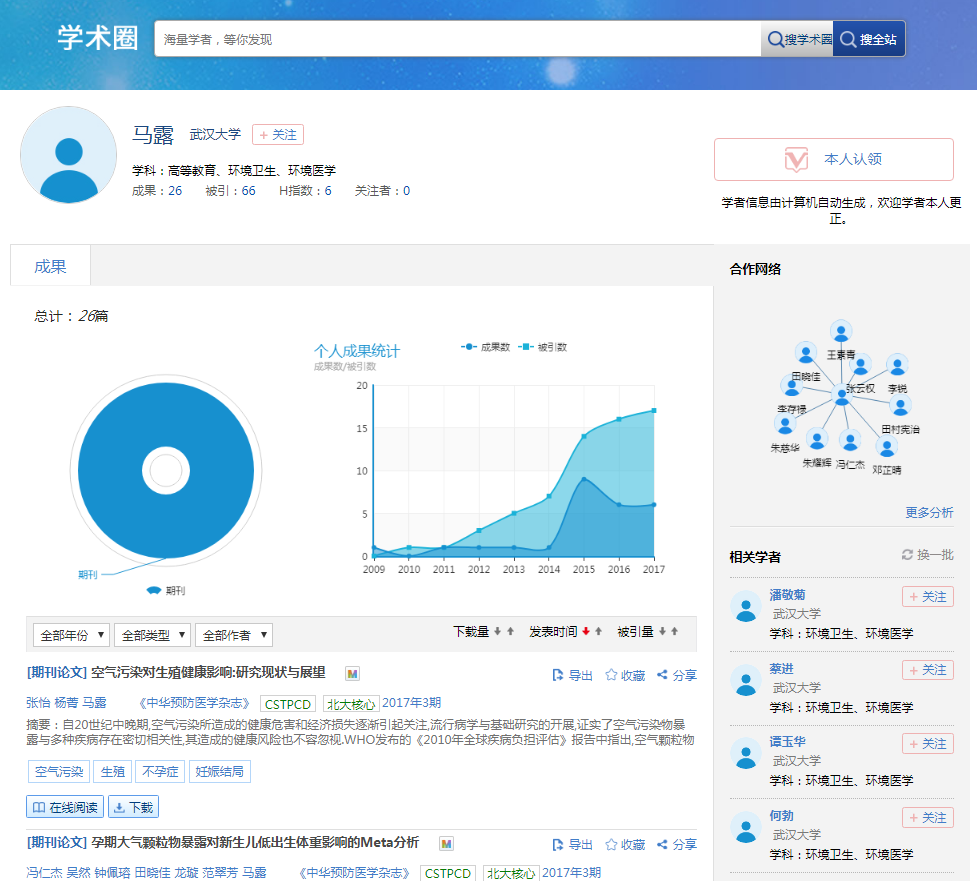 学术圈
海量学者，等你发现
搜学术圈
搜全站
马露 武汉大学 + 关注
学科：高等教育、环境卫生、环境医学
成果：26 被引：66 H指数：6 关注者：0
本人认领
学者信息由计算机自动生成，欢迎学者本人更
正。
成果
总计：26篇
期刊
期刊
个人成果统计
成果数/被引数
成果数 被引数
20
15
10
5
0
2009 2010 2011 2012 2013 2014 2015 2016 2017
合作网络
王素青
田晓佳
张云权
李锐
李存禄
田村宪治
朱慈华
朱耀辉
冯仁杰
邓芷晴
更多分析
相关学者 换一批
潘敬菊 + 关注
武汉大学
学科：环境卫生、环境医学
蔡进 + 关注
武汉大学
学科：环境卫生、环境医学
谭玉华 + 关注
武汉大学
学科：环境卫生、环境医学
何勃 + 关注
武汉大学
学科：环境卫生、环境医学
全部年份 ▼ 全部类型 ▼ 全部作者 ▼ 下载量 发表时间 被引量
[期刊论文] 空气污染对生殖健康影响:研究现状与展望 M 导出 收藏 分享
张怡 杨菁 马露 《中华预防医学杂志》 CSTPCD 北大核心 2017年3期
摘要：自20世纪中晚期,空气污染所造成的健康危害和经济损失逐渐引起关注,流行病学与基础研究的开展,证实了空气污染物暴
露与多种疾病存在密切相关性,其造成的健康风险也不容忽视.WHO发布的《2010年全球疾病负担评估》报告中指出,空气颗粒物
空气污染 生殖 不孕症 妊娠结局
在线阅读 下载
[期刊论文] 孕期大气颗粒物暴露对新生儿低出生体重影响的Meta分析 M 导出 收藏 分享
冯仁杰 吴然 钟佩瑢 田晓佳 龙璇 范翠芳 马露 《中华预防医学杂志》 CSTPCD 北大核心 2017年3期